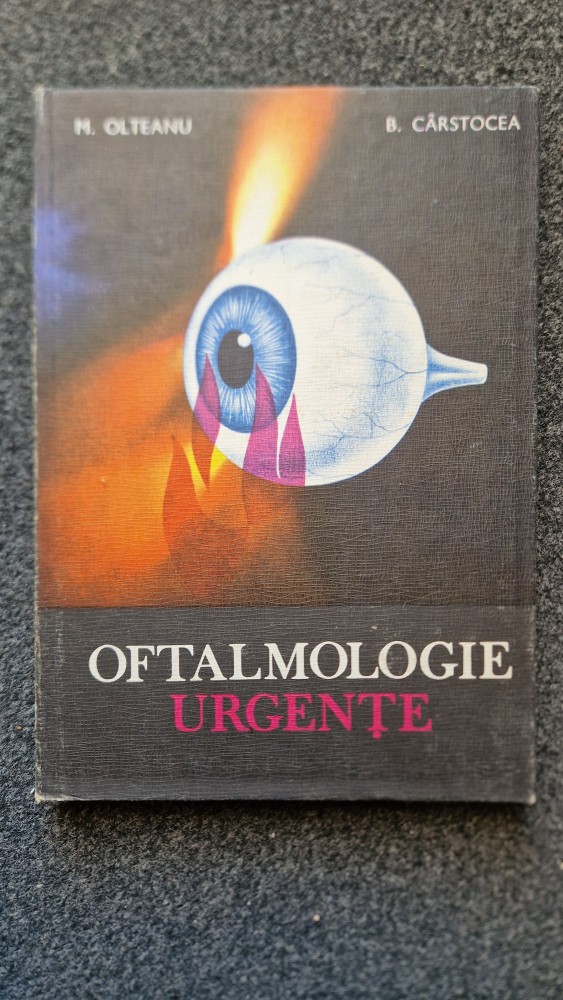 M. OLTEANU
B. CÂRSTOCEA
OFTALMOLOGIE
URGENȚE